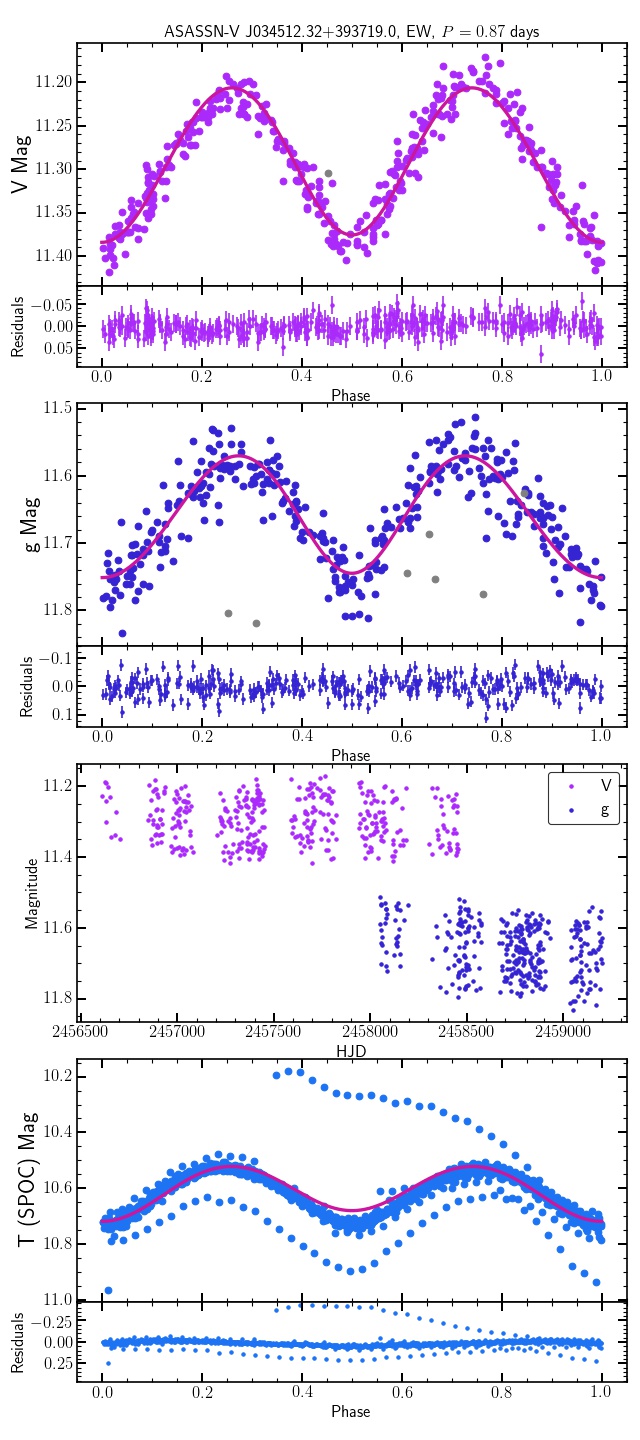 ASASSN-V J034512.32+393719.0, EW, P = 0.87 days
11.20
11.25
11.30
11.35
11.40
V Mag
−0.05
0.00
0.05
Residuals
0.0 0.2 0.4 0.6 0.8 1.0
Phase
11.5
11.6
11.7
11.8
g Mag
−0.1
0.0
0.1
Residuals
0.0 0.2 0.4 0.6 0.8 1.0
Phase
11.2
11.4
11.6
11.8
Magnitude
V
g
2456500 2457000 2457500 2458000 2458500 2459000
HJD
10.2
10.4
10.6
10.8
11.0
T (SPOC) Mag
−0.25
0.00
0.25
Residuals
0.0 0.2 0.4 0.6 0.8 1.0
Phase